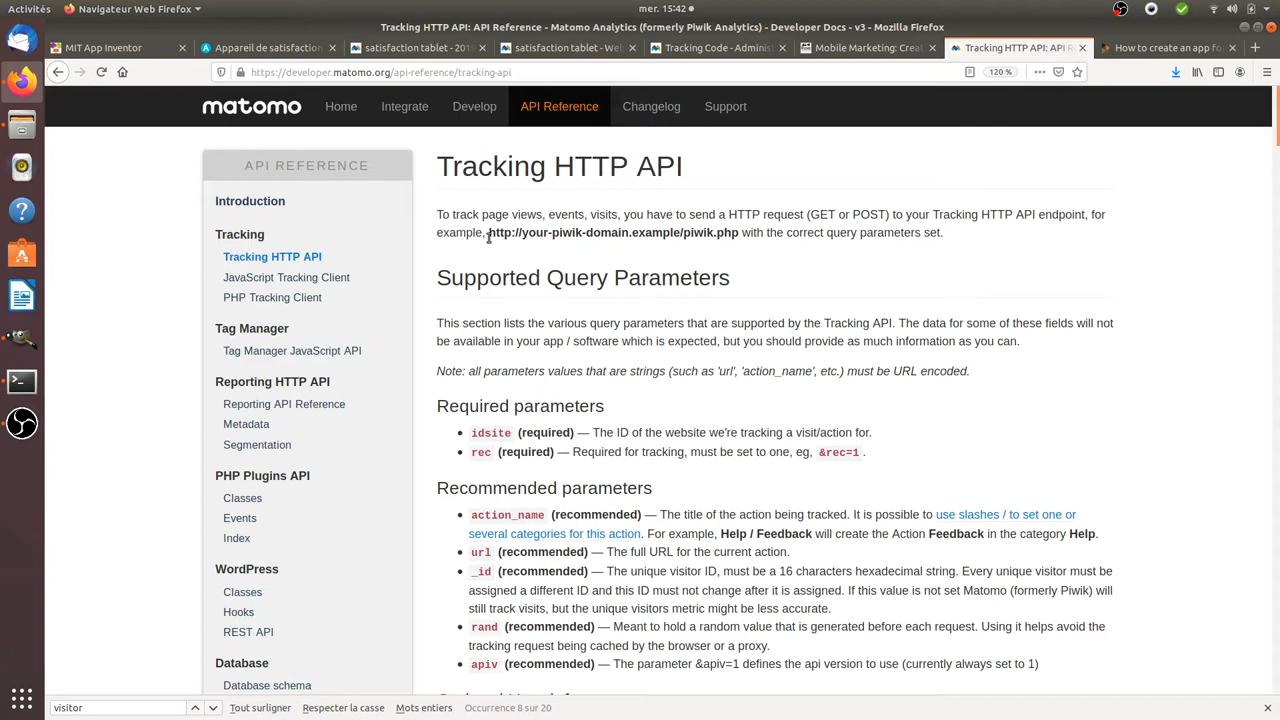 Activités
Navigateur Web Firefox
mer. 15:42
Tracking HTTP API: API Reference - Matomo Analytics (formerly Piwik Analytics) - Developer Docs - v3 - Mozilla Firefox
MIT App Inventor
Appareil de satisfaction
satisfaction tablet - 201
satisfaction tablet - Web
Tracking Code - Adminis
Mobile Marketing: Creat
Tracking HTTP API: API R
How to create an app fo
https://developer.matomo.org/api-reference/tracking-api
120 %
matomo
Home
Integrate
Develop
API Reference
Changelog
Support
API REFERENCE
Introduction
Tracking
Tracking HTTP API
JavaScript Tracking Client
PHP Tracking Client
Tag Manager
Tag Manager JavaScript API
Reporting HTTP API
Reporting API Reference
Metadata
Segmentation
PHP Plugins API
Classes
Events
Index
WordPress
Classes
Hooks
REST API
Database
Database schema
Tracking HTTP API
To track page views, events, visits, you have to send a HTTP request (GET or POST) to your Tracking HTTP API endpoint, for
example, http://your-piwik-domain.example/piwik.php with the correct query parameters set.
Supported Query Parameters
This section lists the various query parameters that are supported by the Tracking API. The data for some of these fields will not
be available in your app / software which is expected, but you should provide as much information as you can.
Note: all parameters values that are strings (such as 'url', 'action_name', etc.) must be URL encoded.
Required parameters
• idsite (required) — The ID of the website we're tracking a visit/action for.
• rec (required) — Required for tracking, must be set to one, eg, &rec=1.
Recommended parameters
• action_name (recommended) — The title of the action being tracked. It is possible to use slashes / to set one or
several categories for this action. For example, Help / Feedback will create the Action Feedback in the category Help.
• url (recommended) — The full URL for the current action.
• _id (recommended) — The unique visitor ID, must be a 16 characters hexadecimal string. Every unique visitor must be
assigned a different ID and this ID must not change after it is assigned. If this value is not set Matomo (formerly Piwik) will
still track visits, but the unique visitors metric might be less accurate.
• rand (recommended) — Meant to hold a random value that is generated before each request. Using it helps avoid the
tracking request being cached by the browser or a proxy.
• apiv (recommended) — The parameter &apiv=1 defines the api version to use (currently always set to 1)
visitor
Tout surligner
Respecter la casse
Mots entiers
Occurrence 8 sur 20